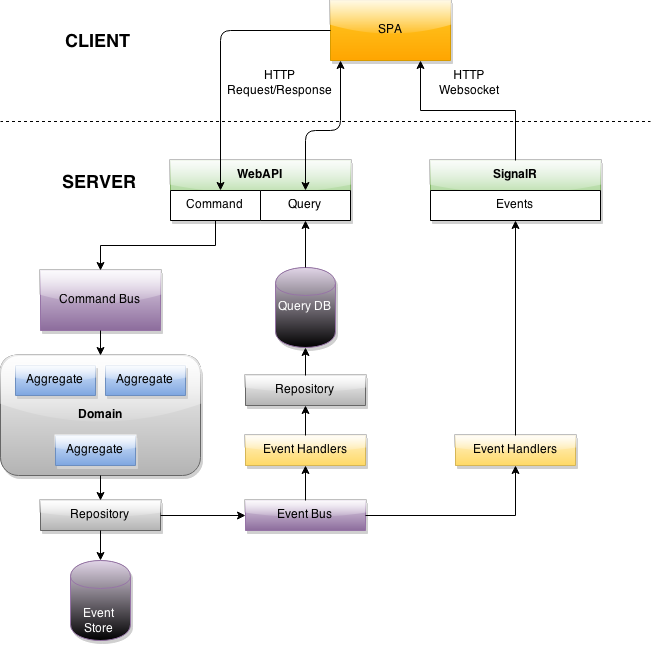 SPA
CLIENT
HTTP
Request/Response
HTTP
Websocket
SERVER
WebAPI
SignalR
Command
Query
Events
Command Bus
Query DB
Aggregate
Aggregate
Domain
Aggregate
Repository
Event Handlers
Event Handlers
Repository
Event Bus
Event
Store